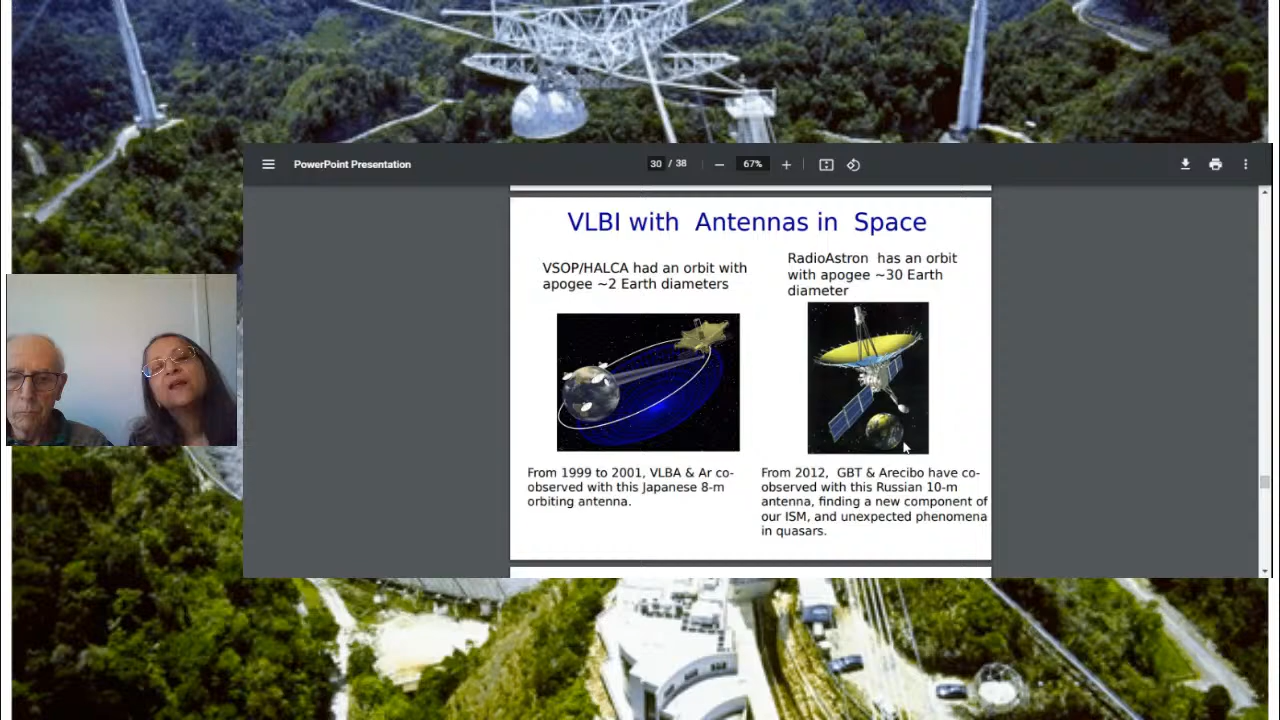 PowerPoint Presentation
30 / 38
67%
VLBI with Antennas in Space
VSOP/HALCA had an orbit with
apogee ~2 Earth diameters
RadioAstron has an orbit
with apogee ~30 Earth
diameter
From 1999 to 2001, VLBA & Ar co-
observed with this Japanese 8-m
orbiting antenna.
From 2012, GBT & Arecibo have co-
observed with this Russian 10-m
antenna, finding a new component of
our ISM, and unexpected phenomena
in quasars.